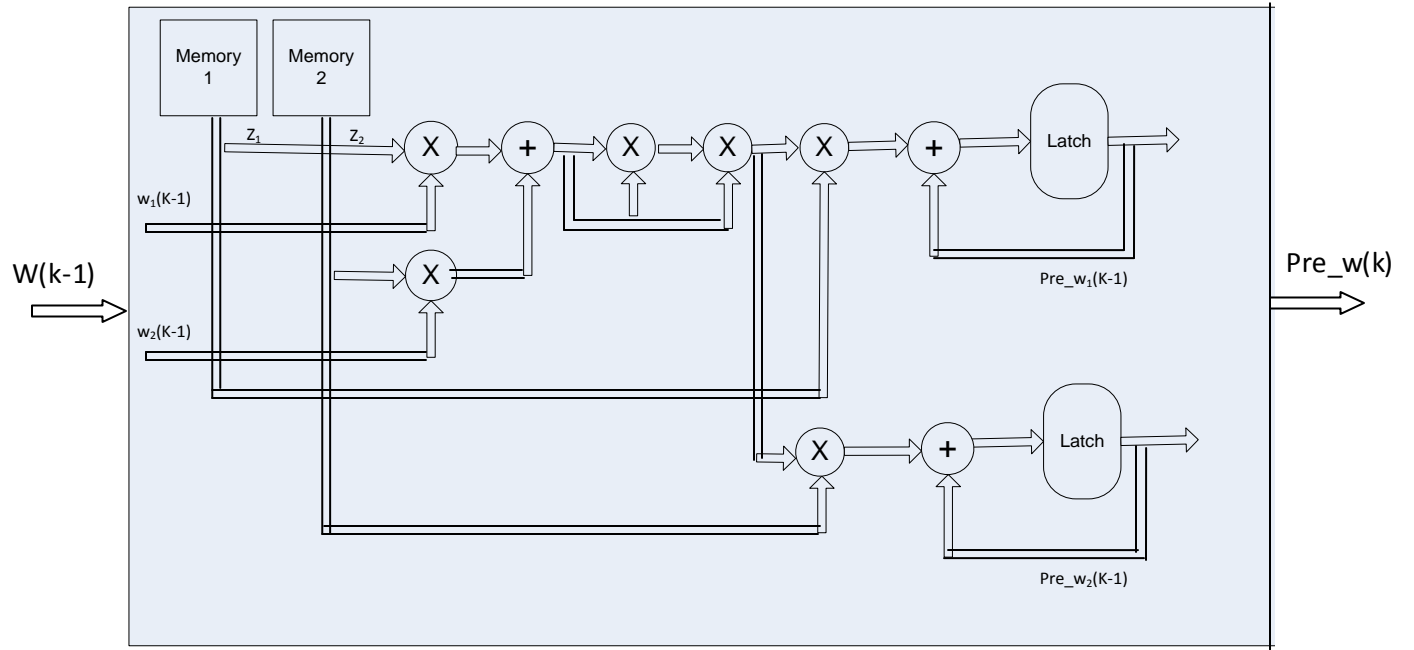 Memory
1
Memory
2
Z₁
Z₂
X
+
X
X
X
+
Latch
w₁(K-1)
X
W(k-1)
Pre_w₁(K-1)
Pre_w(k)
w₂(K-1)
X
+
Latch
Pre_w₂(K-1)